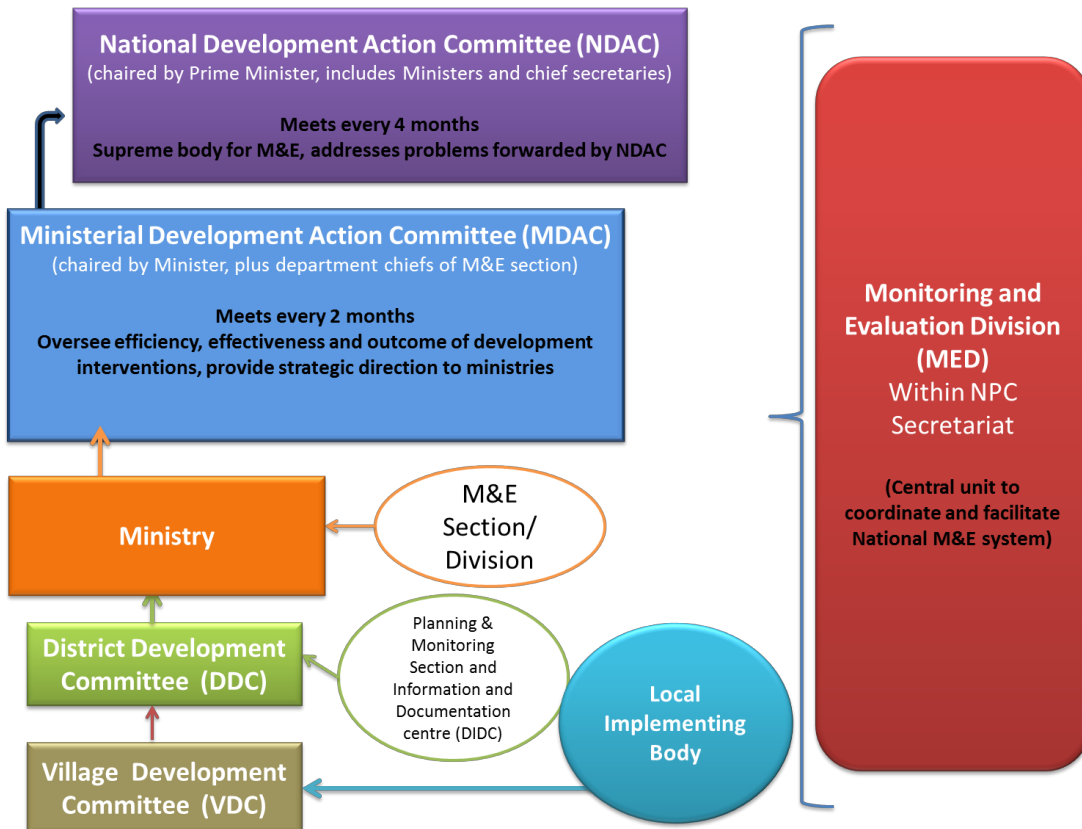 National Development Action Committee (NDAC)
(chaired by Prime Minister, includes Ministers and chief secretaries)
Meets every 4 months
Supreme body for M&E, addresses problems forwarded by NDAC
Ministerial Development Action Committee (MDAC)
(chaired by Minister, plus department chiefs of M&E section)
Meets every 2 months
Oversee efficiency, effectiveness and outcome of development
interventions, provide strategic direction to ministries
Ministry
M&E
Section/
Division
District Development
Committee (DDC)
Planning &
Monitoring
Section and
Information and
Documentation
centre (DIDC)
Local
Implementing
Body
Village Development
Committee (VDC)
Monitoring and
Evaluation Division
(MED)
Within NPC
Secretariat
(Central unit to
coordinate and facilitate
National M&E system)